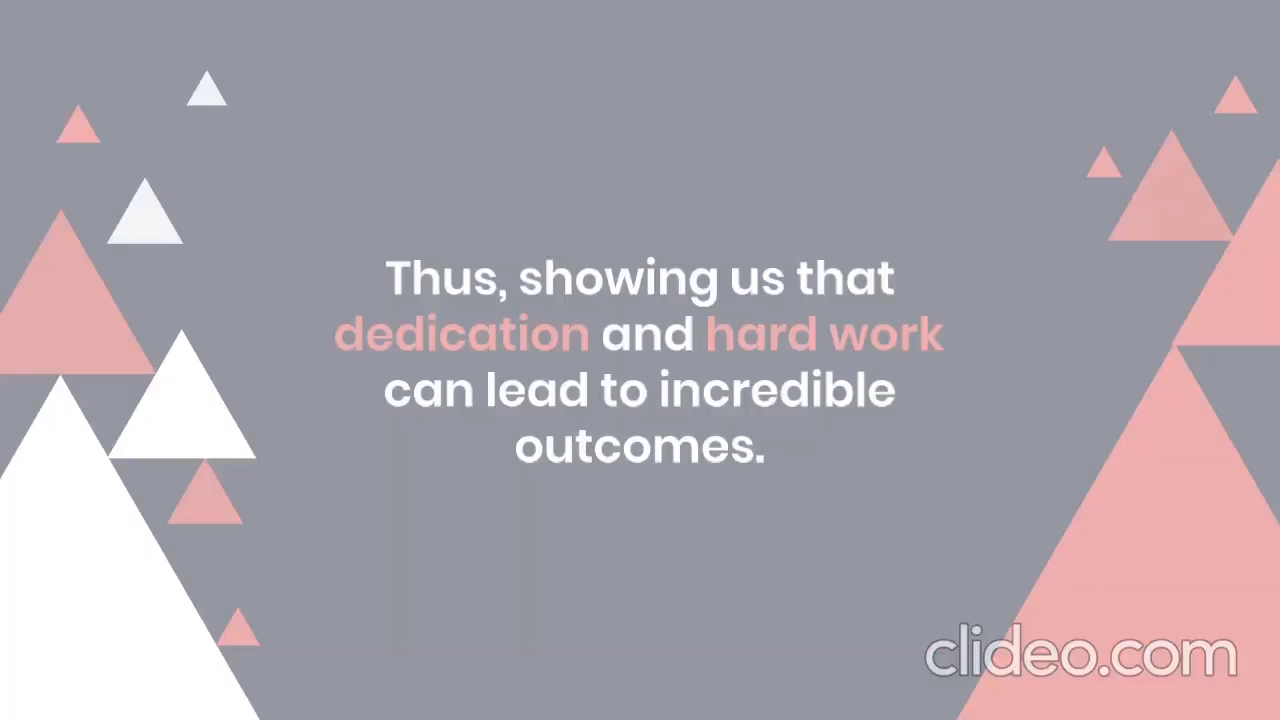 Thus, showing us that
dedication and hard work
can lead to incredible
outcomes.
clideo.com